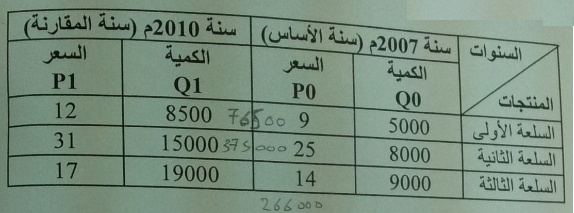 السنوات سنة 2007م (سنة الأساس) سنة 2010م (سنة المقارنة)
المنتجات الكمية Q0 السعر P0 الكمية Q1 السعر P1
السلعة الأولى 5000 9 76500 8500 12
السلعة الثانية 8000 25 375000 15000 31
السلعة الثالثة 9000 14 19000 17
266000